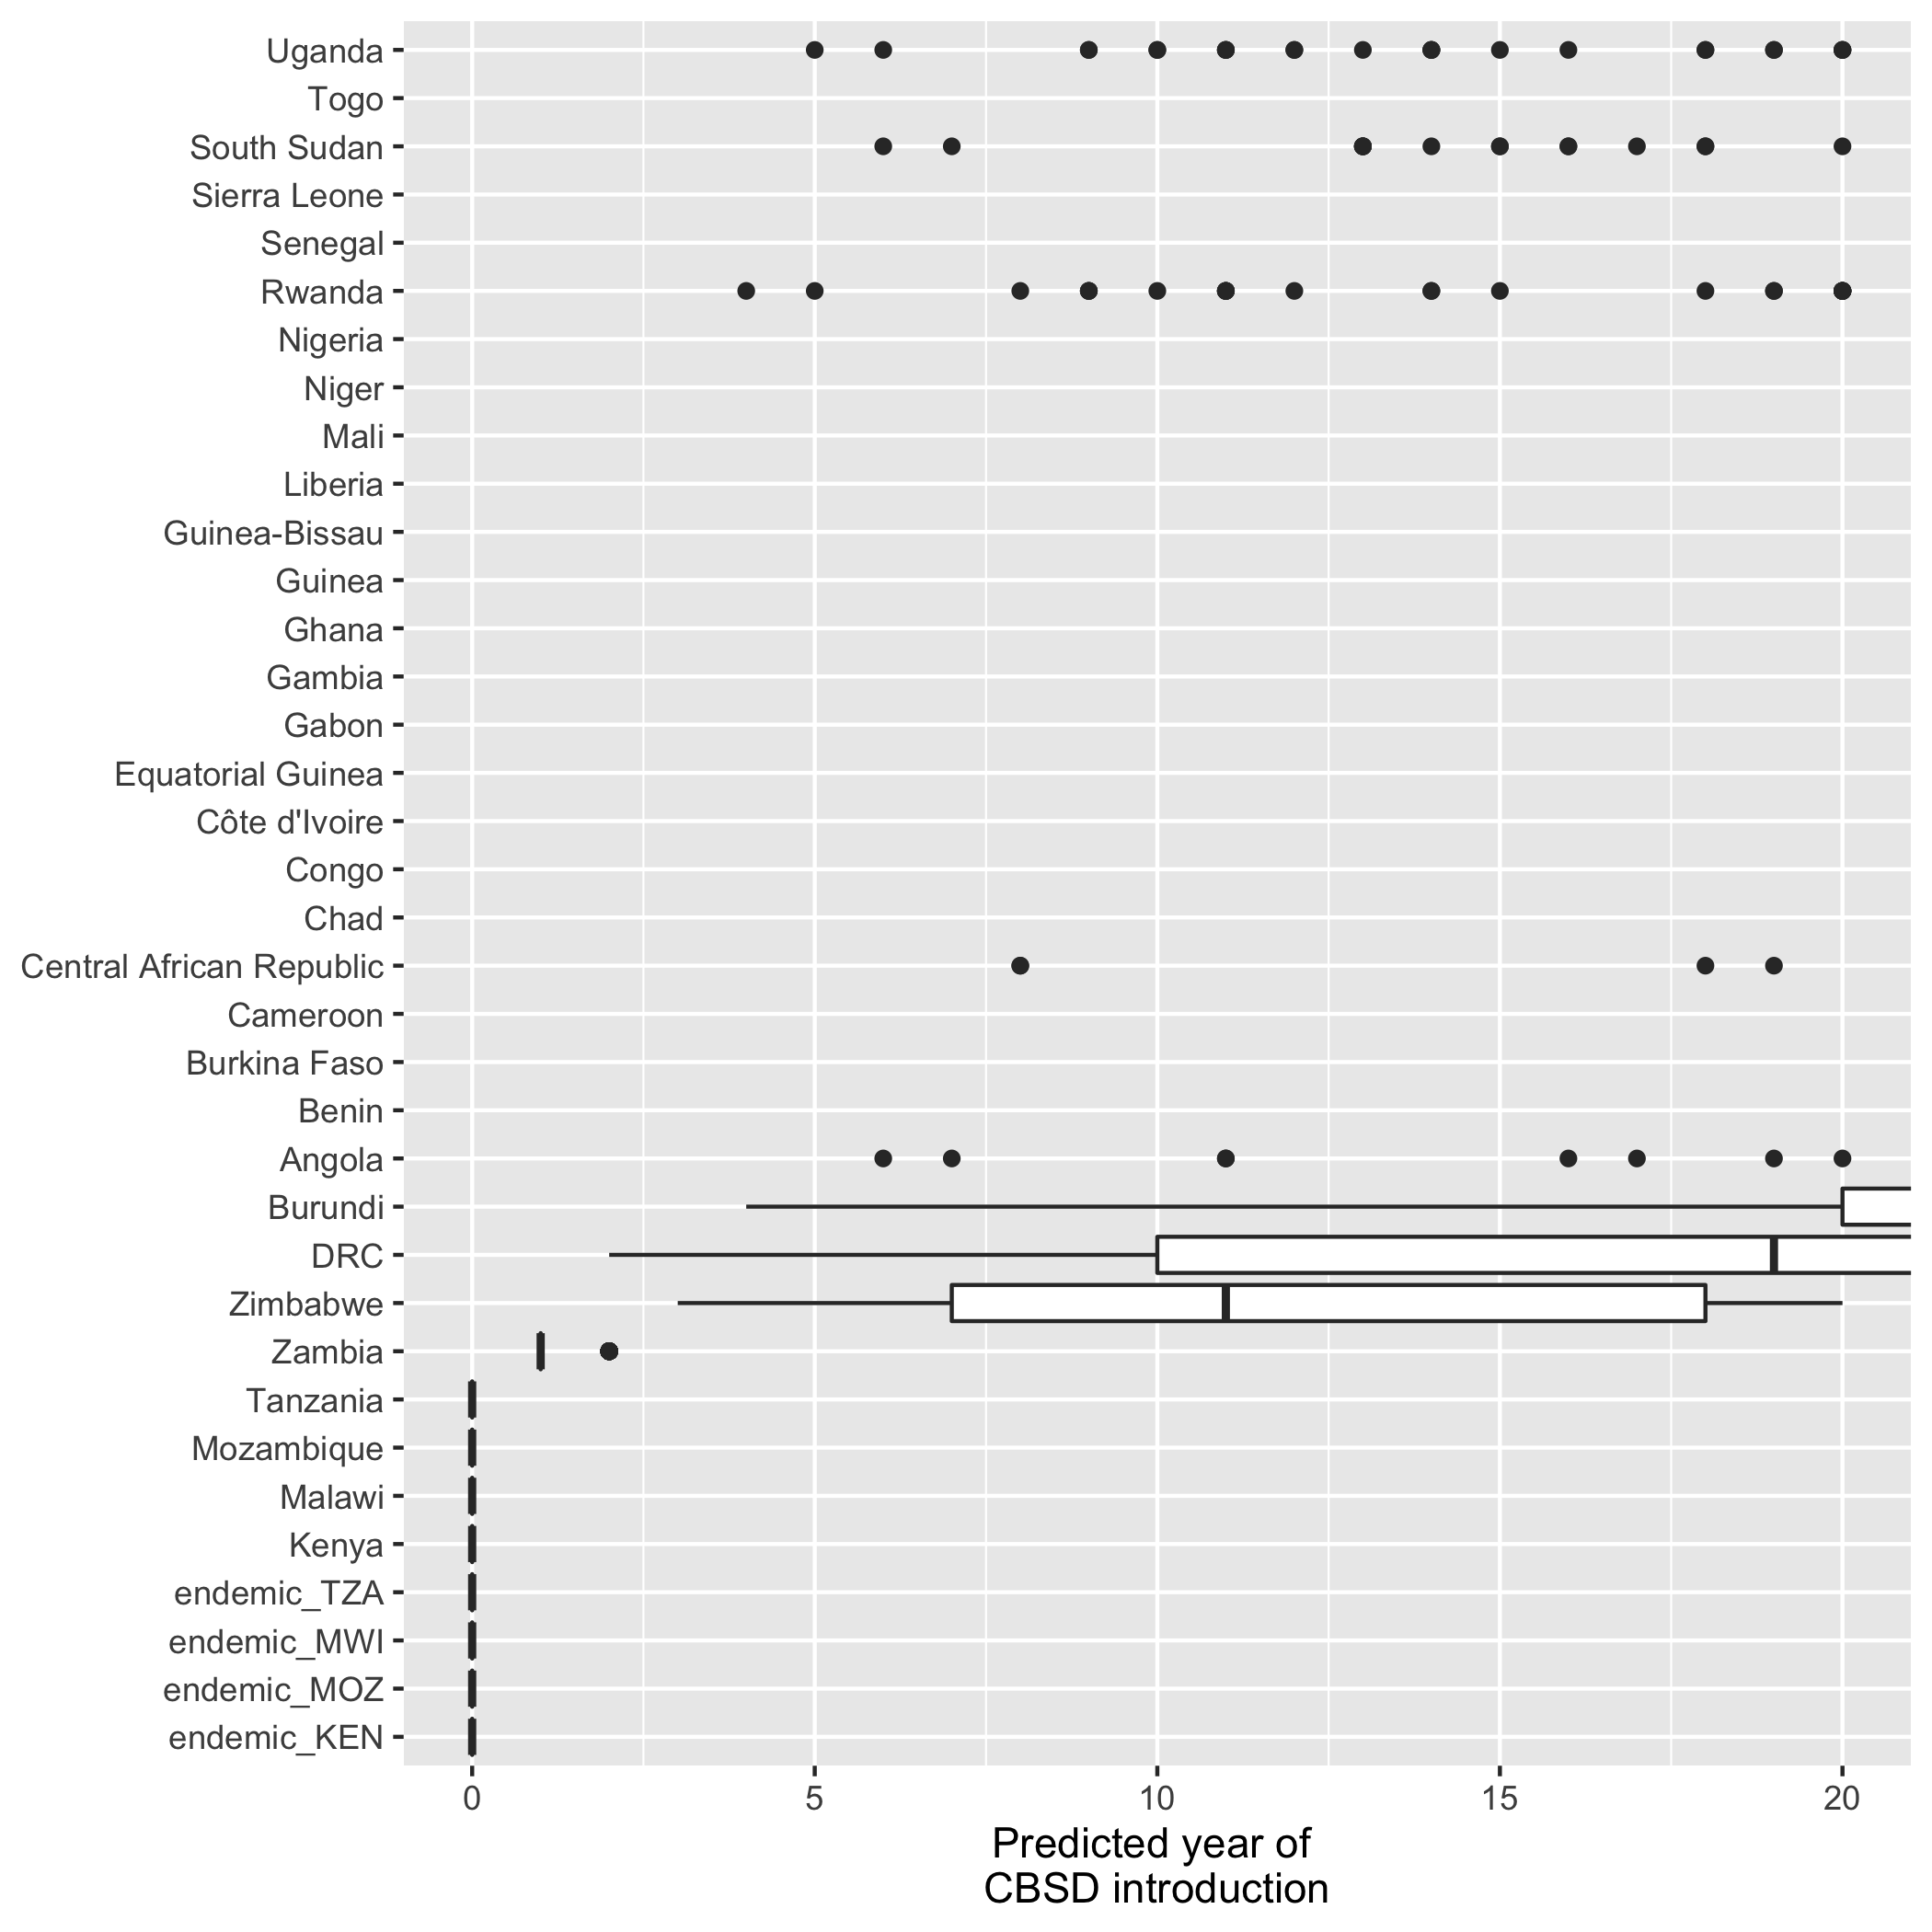 Uganda
Togo
South Sudan
Sierra Leone
Senegal
Rwanda
Nigeria
Niger
Mali
Liberia
Guinea-Bissau
Guinea
Ghana
Gambia
Gabon
Equatorial Guinea
Côte d'Ivoire
Congo
Chad
Central African Republic
Cameroon
Burkina Faso
Benin
Angola
Burundi
DRC
Zimbabwe
Zambia
Tanzania
Mozambique
Malawi
Kenya
endemic_TZA
endemic_MWI
endemic_MOZ
endemic_KEN
0 5 10 15 20
Predicted year of
CBSD introduction